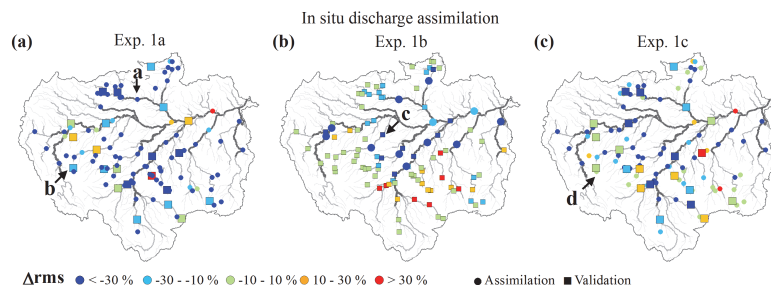 In situ discharge assimilation
(a) Exp. 1a (b) Exp. 1b (c) Exp. 1c
a
c
b
d
Δrms < -30 % -30 - -10 % -10 - 10 % 10 - 30 % > 30 % Assimilation Validation